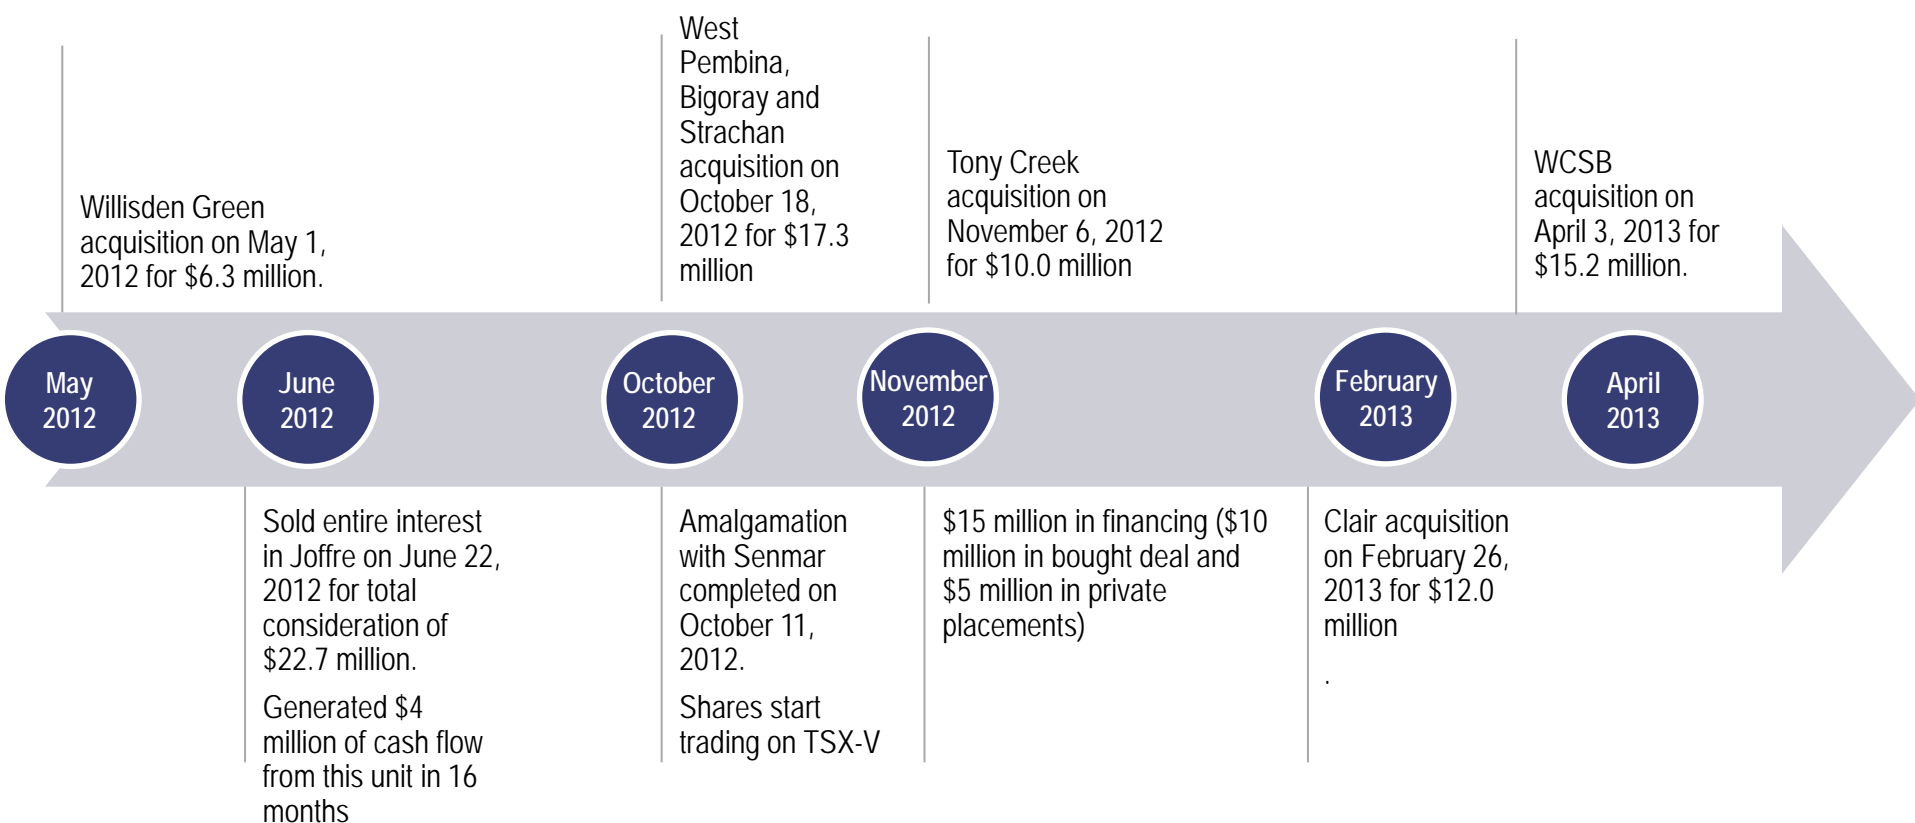 West
Pembina,
Bigoray and
Strachan
acquisition on
October 18,
2012 for $17.3
million
Willisden Green
acquisition on May 1,
2012 for $6.3 million.
Tony Creek
acquisition on
November 6, 2012
for $10.0 million
WCSB
acquisition on
April 3, 2013 for
$15.2 million.
May
2012
June
2012
October
2012
November
2012
February
2013
April
2013
Sold entire interest
in Joffre on June 22,
2012 for total
consideration of
$22.7 million.
Generated $4
million of cash flow
from this unit in 16
months
Amalgamation
with Senmar
completed on
October 11,
2012.
Shares start
trading on TSX-V
$15 million in financing ($10
million in bought deal and
$5 million in private
placements)
Clair acquisition
on February 26,
2013 for $12.0
million
.